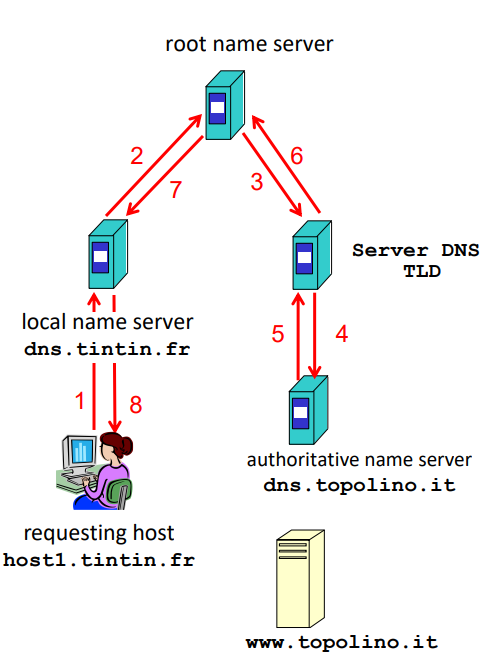 root name server
2
7
3
6
Server DNS
TLD
local name server
dns.tintin.fr
5
4
1
8
authoritative name server
dns.topolino.it
requesting host
host1.tintin.fr
www.topolino.it